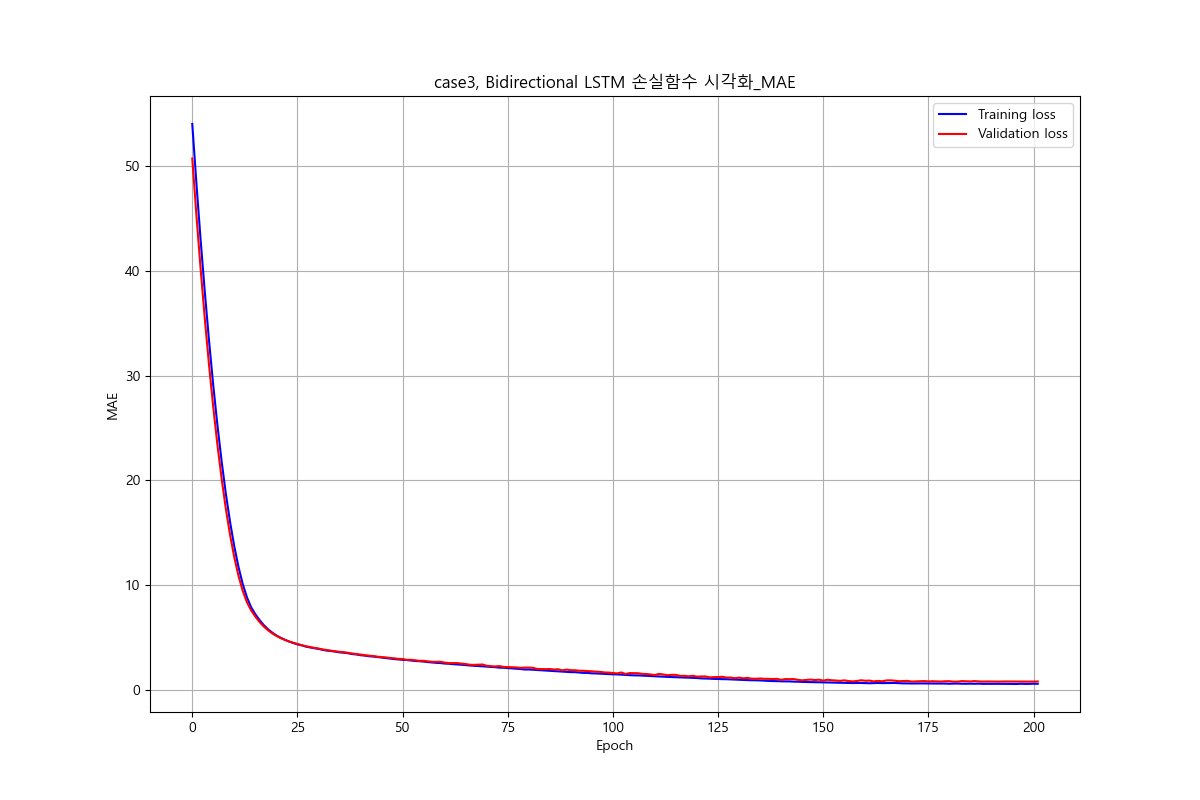 case3, Bidirectional LSTM 손실함수 시각화_MAE
Training loss
Validation loss
50
40
30
20
10
0
MAE
0 25 50 75 100 125 150 175 200
Epoch